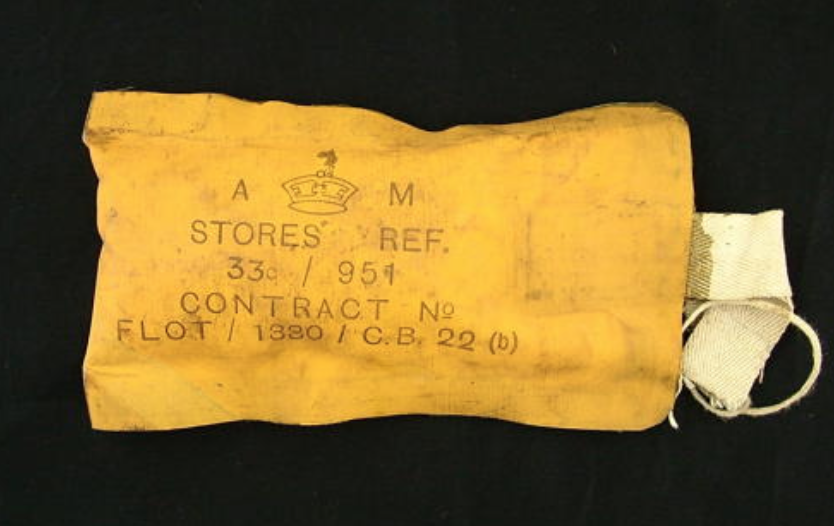 A M
STORES REF.
33c / 951
CONTRACT Nº
FLOT / 1380 / C.B. 22 (b)